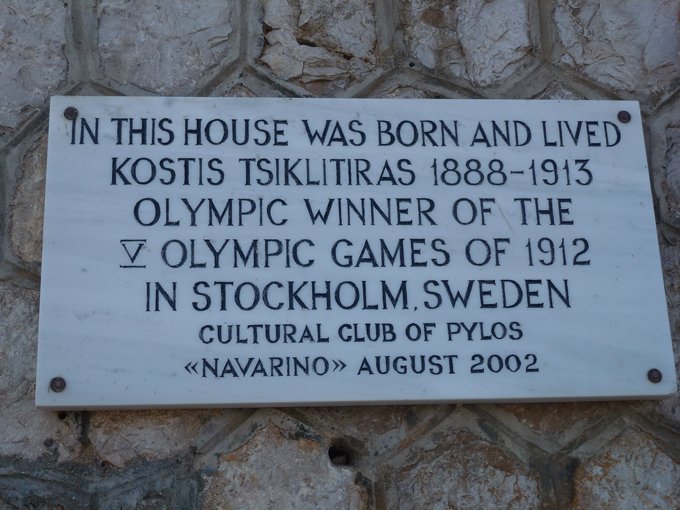 IN THIS HOUSE WAS BORN AND LIVED
KOSTIS TSIKLITIRAS 1888-1913
OLYMPIC WINNER OF THE
V OLYMPIC GAMES OF 1912
IN STOCKHOLM, SWEDEN
CULTURAL CLUB OF PYLOS
«NAVARINO» AUGUST 2002